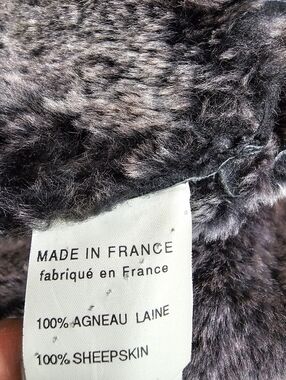 MADE IN FRANCE
fabriqué en France
100% AGNEAU LAINE
100% SHEEPSKIN